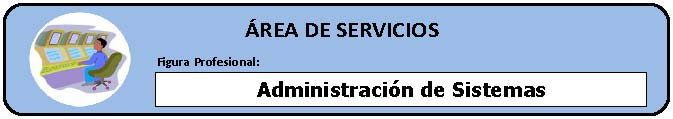 ÁREA DE SERVICIOS
Figura Profesional:
Administración de Sistemas